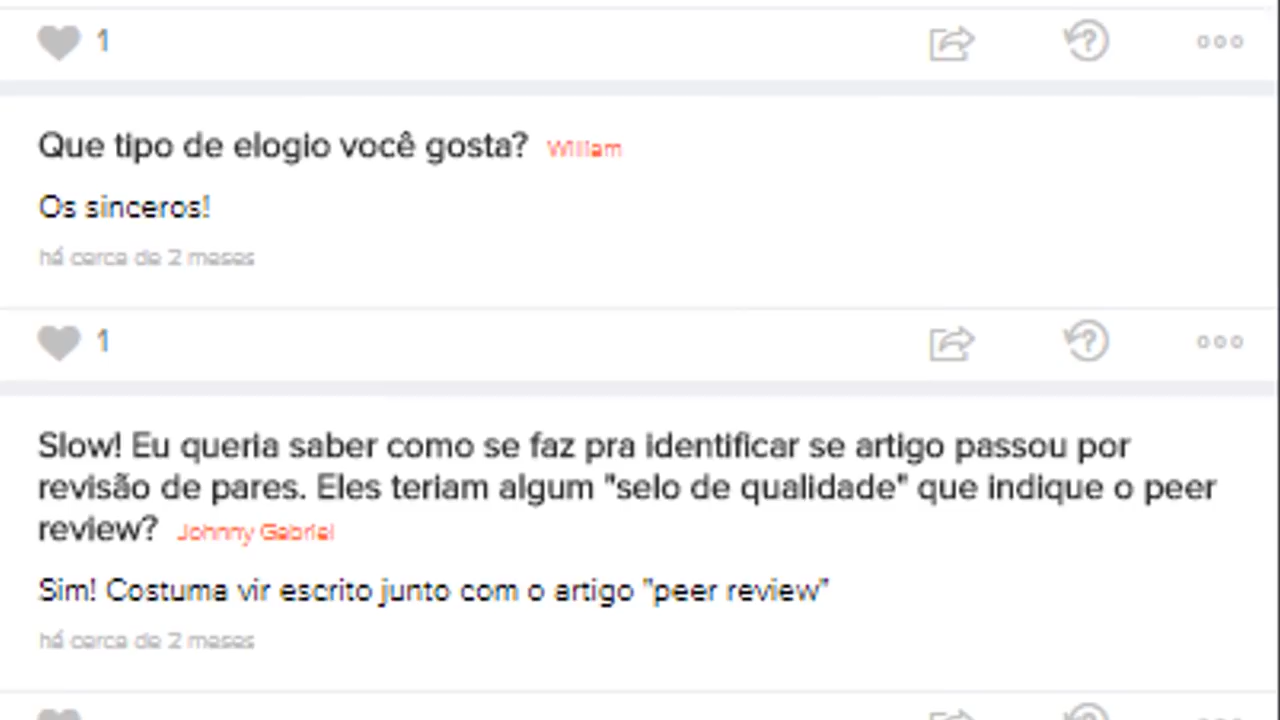 1
Que tipo de elogio você gosta? William
Os sinceros!
há cerca de 2 meses
1
Slow! Eu queria saber como se faz pra identificar se artigo passou por
revisão de pares. Eles teriam algum "selo de qualidade" que indique o peer
review? Johnny Gabriel
Sim! Costuma vir escrito junto com o artigo "peer review"
há cerca de 2 meses